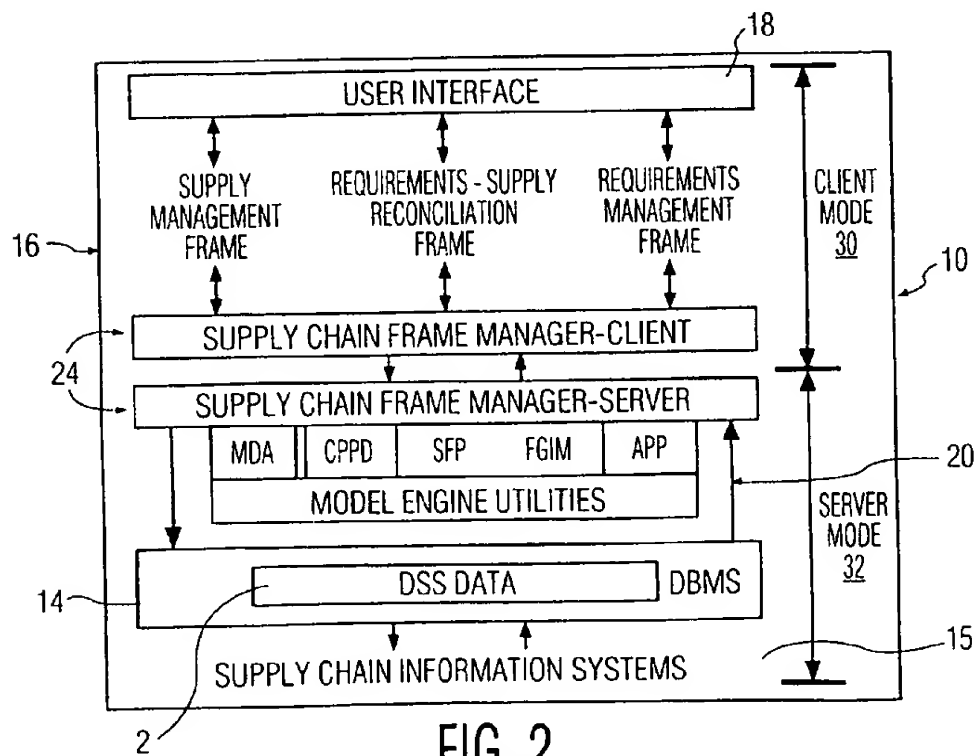 18
USER INTERFACE
SUPPLY
MANAGEMENT
FRAME
REQUIREMENTS - SUPPLY
RECONCILIATION
FRAME
REQUIREMENTS
MANAGEMENT
FRAME
CLIENT
MODE
30
16
10
SUPPLY CHAIN FRAME MANAGER-CLIENT
24
SUPPLY CHAIN FRAME MANAGER-SERVER
MDA CPPD SFP FGIM APP
20
MODEL ENGINE UTILITIES
SERVER
MODE
32
14
DSS DATA DBMS
15
SUPPLY CHAIN INFORMATION SYSTEMS
2
FIG. 2